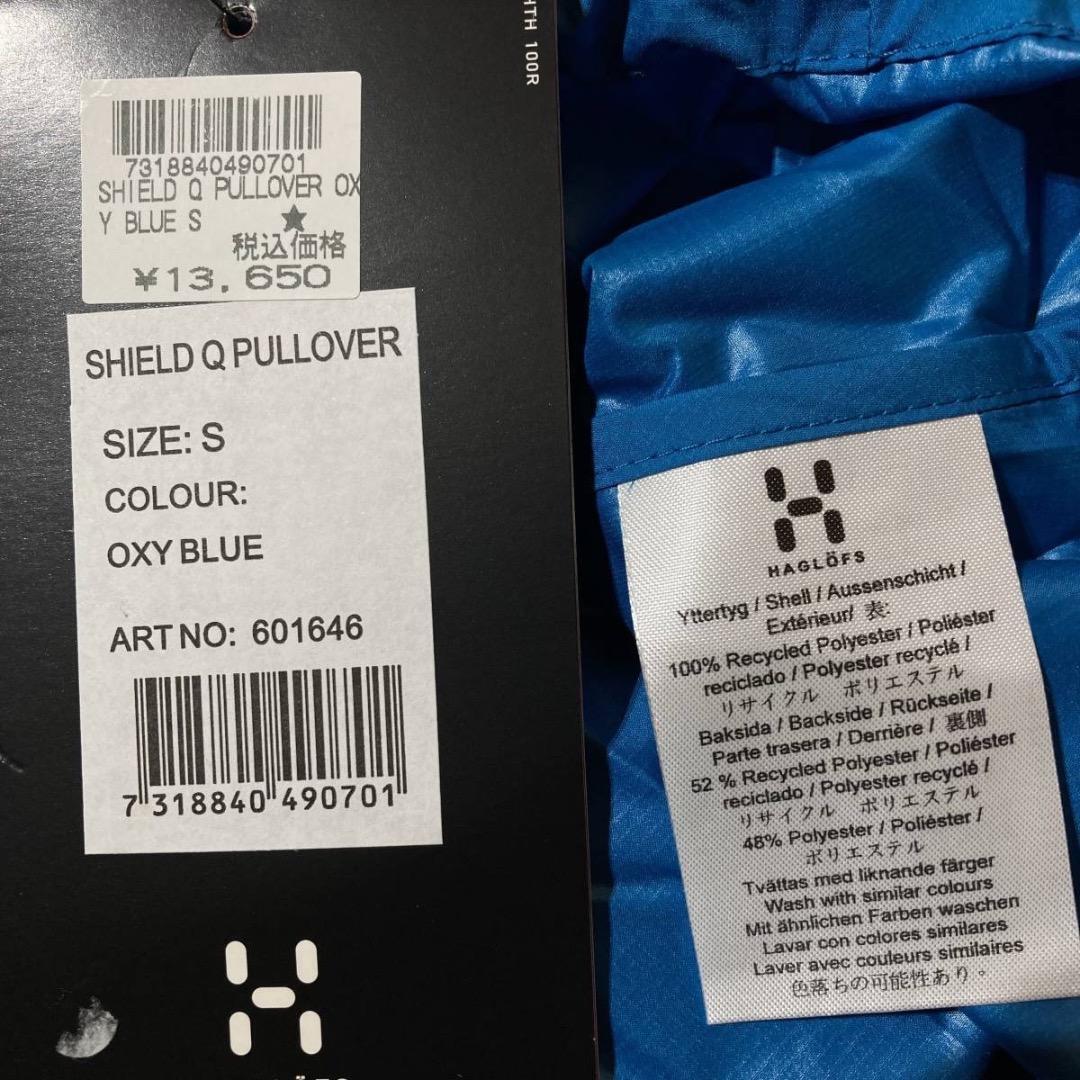 HTH 100R
7318840490701
SHIELD Q PULLOVER OX
Y BLUE S ★
税込価格
¥13,650
SHIELD Q PULLOVER
SIZE: S
COLOUR:
OXY BLUE
ART NO: 601646
7 318840 490701
HAGLÖFS
Yttertyg / Shell / Aussenschicht /
Extérieur/ 表:
100% Recycled Polyester / Poliéster
reciclado / Polyester recyclé /
リサイクル ポリエステル
Baksida / Backside / Rückseite /
Parte trasera / Derrière / 裏側
52 % Recycled Polyester / Poliéster
reciclado / Polyester recyclé /
リサイクル ポリエステル
48% Polyester / Poliéster /
ポリエステル
Tvättas med liknande färger
Wash with similar colours
Mit ähnlichen Farben waschen
Lavar con colores similares
Laver avec couleurs similaires
色落ちの可能性あり。